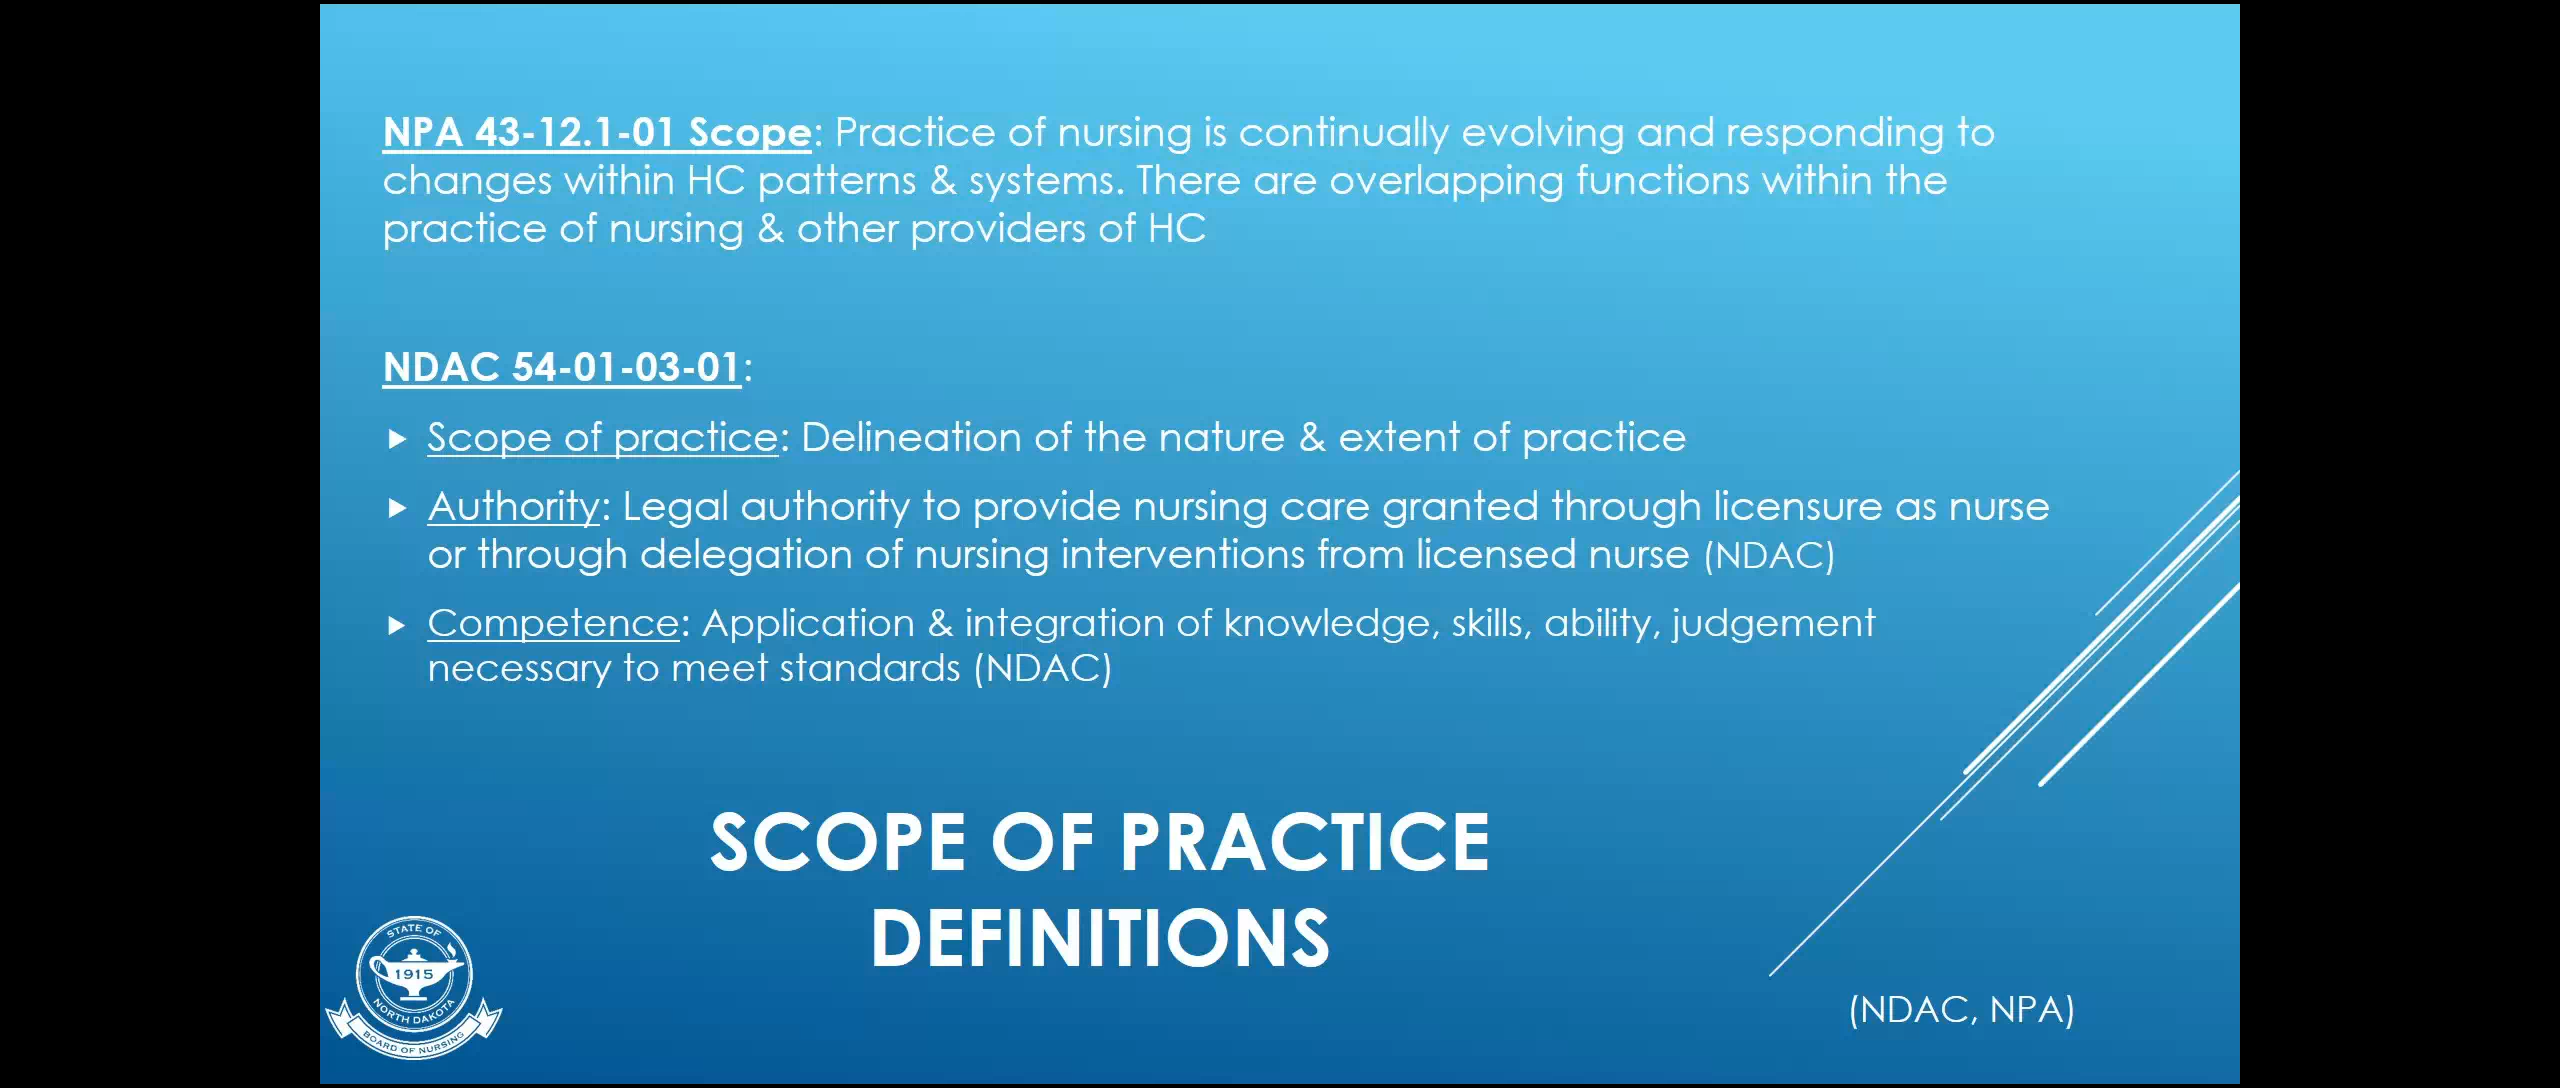 NPA 43-12.1-01 Scope: Practice of nursing is continually evolving and responding to
changes within HC patterns & systems. There are overlapping functions within the
practice of nursing & other providers of HC
NDAC 54-01-03-01:
Scope of practice: Delineation of the nature & extent of practice
Authority: Legal authority to provide nursing care granted through licensure as nurse
or through delegation of nursing interventions from licensed nurse (NDAC)
Competence: Application & integration of knowledge, skills, ability, judgement
necessary to meet standards (NDAC)
SCOPE OF PRACTICE
DEFINITIONS
STATE OF
1915
NORTH DAKOTA
BOARD OF NURSING
(NDAC, NPA)